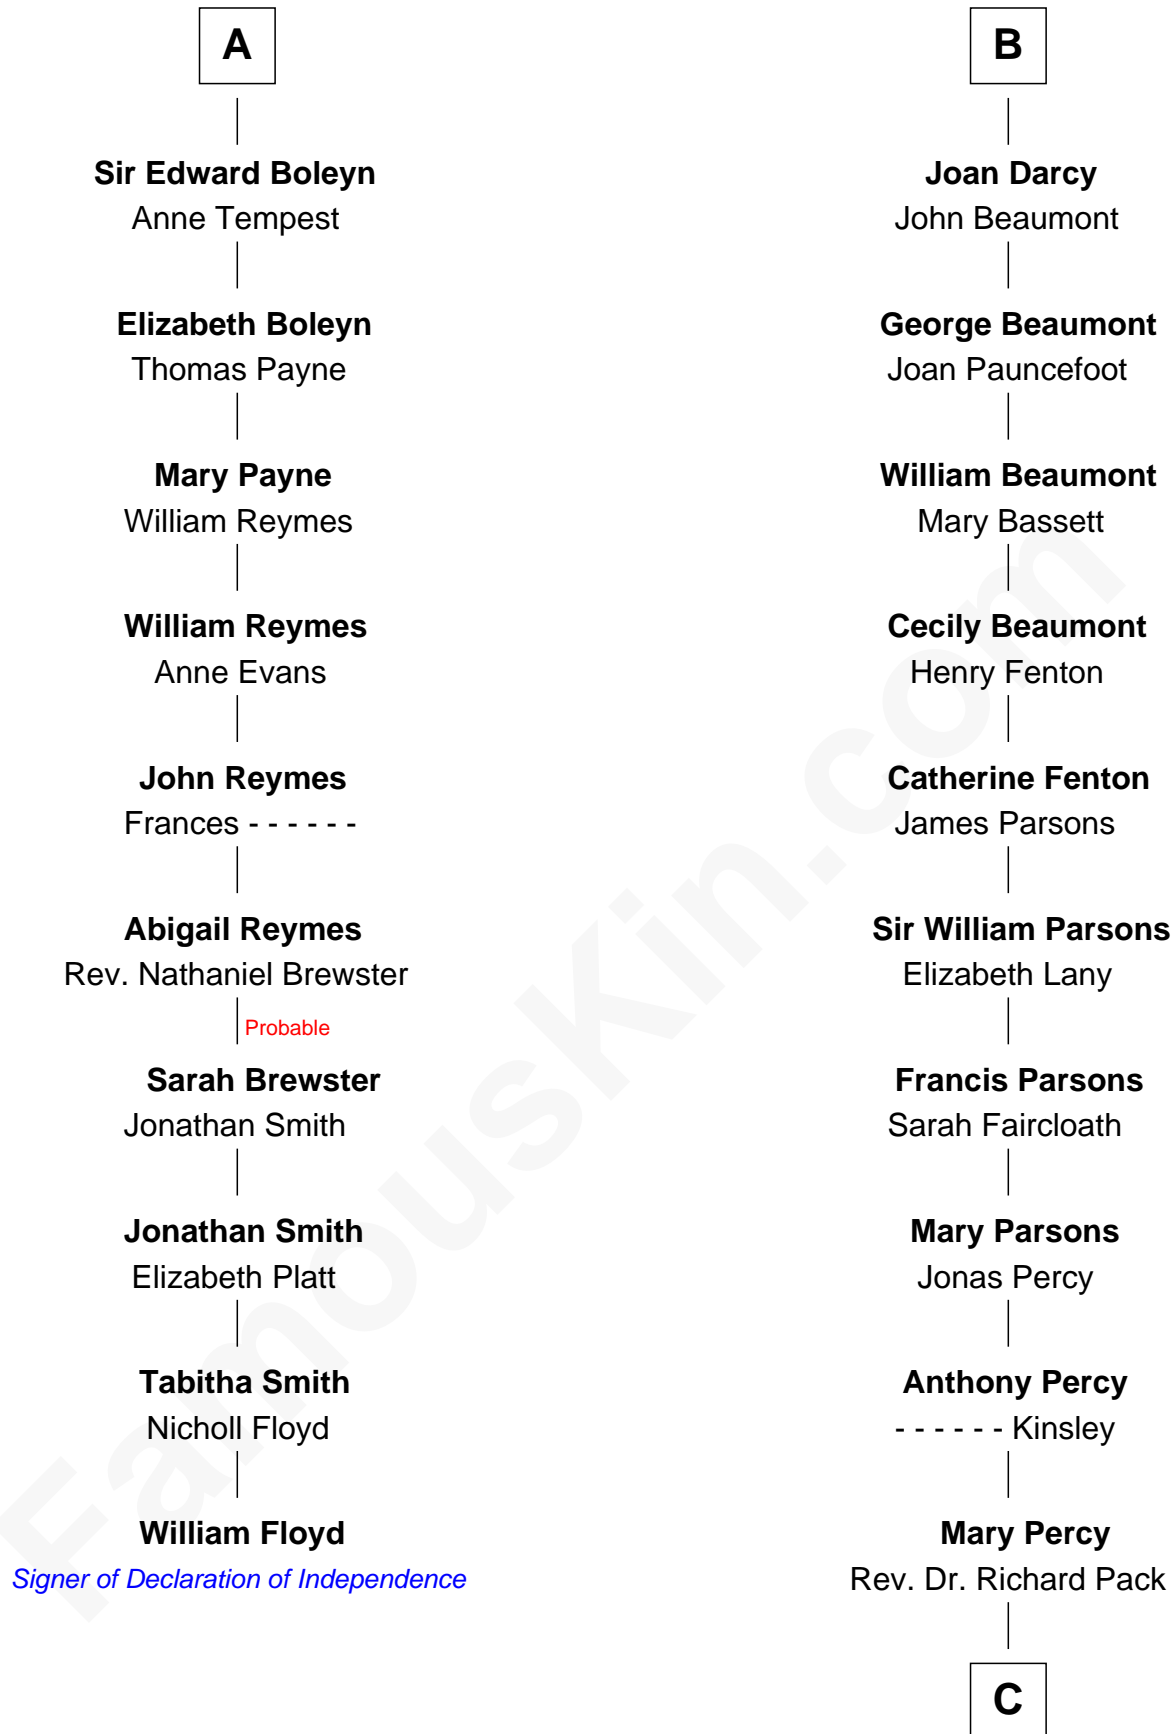 A
Sir Edward Boleyn
Anne Tempest
Elizabeth Boleyn
Thomas Payne
Mary Payne
William Reymes
William Reymes
Anne Evans
John Reymes
Frances - - - - - -
Abigail Reymes
Rev. Nathaniel Brewster
Probable
Sarah Brewster
Jonathan Smith
Jonathan Smith
Elizabeth Platt
Tabitha Smith
Nicholl Floyd
William Floyd
Signer of Declaration of Independence
B
Joan Darcy
John Beaumont
George Beaumont
Joan Pauncefoot
William Beaumont
Mary Bassett
Cecily Beaumont
Henry Fenton
Catherine Fenton
James Parsons
Sir William Parsons
Elizabeth Lany
Francis Parsons
Sarah Faircloath
Mary Parsons
Jonas Percy
Anthony Percy
- - - - - - Kinsley
Mary Percy
Rev. Dr. Richard Pack
C
FamousKin.com